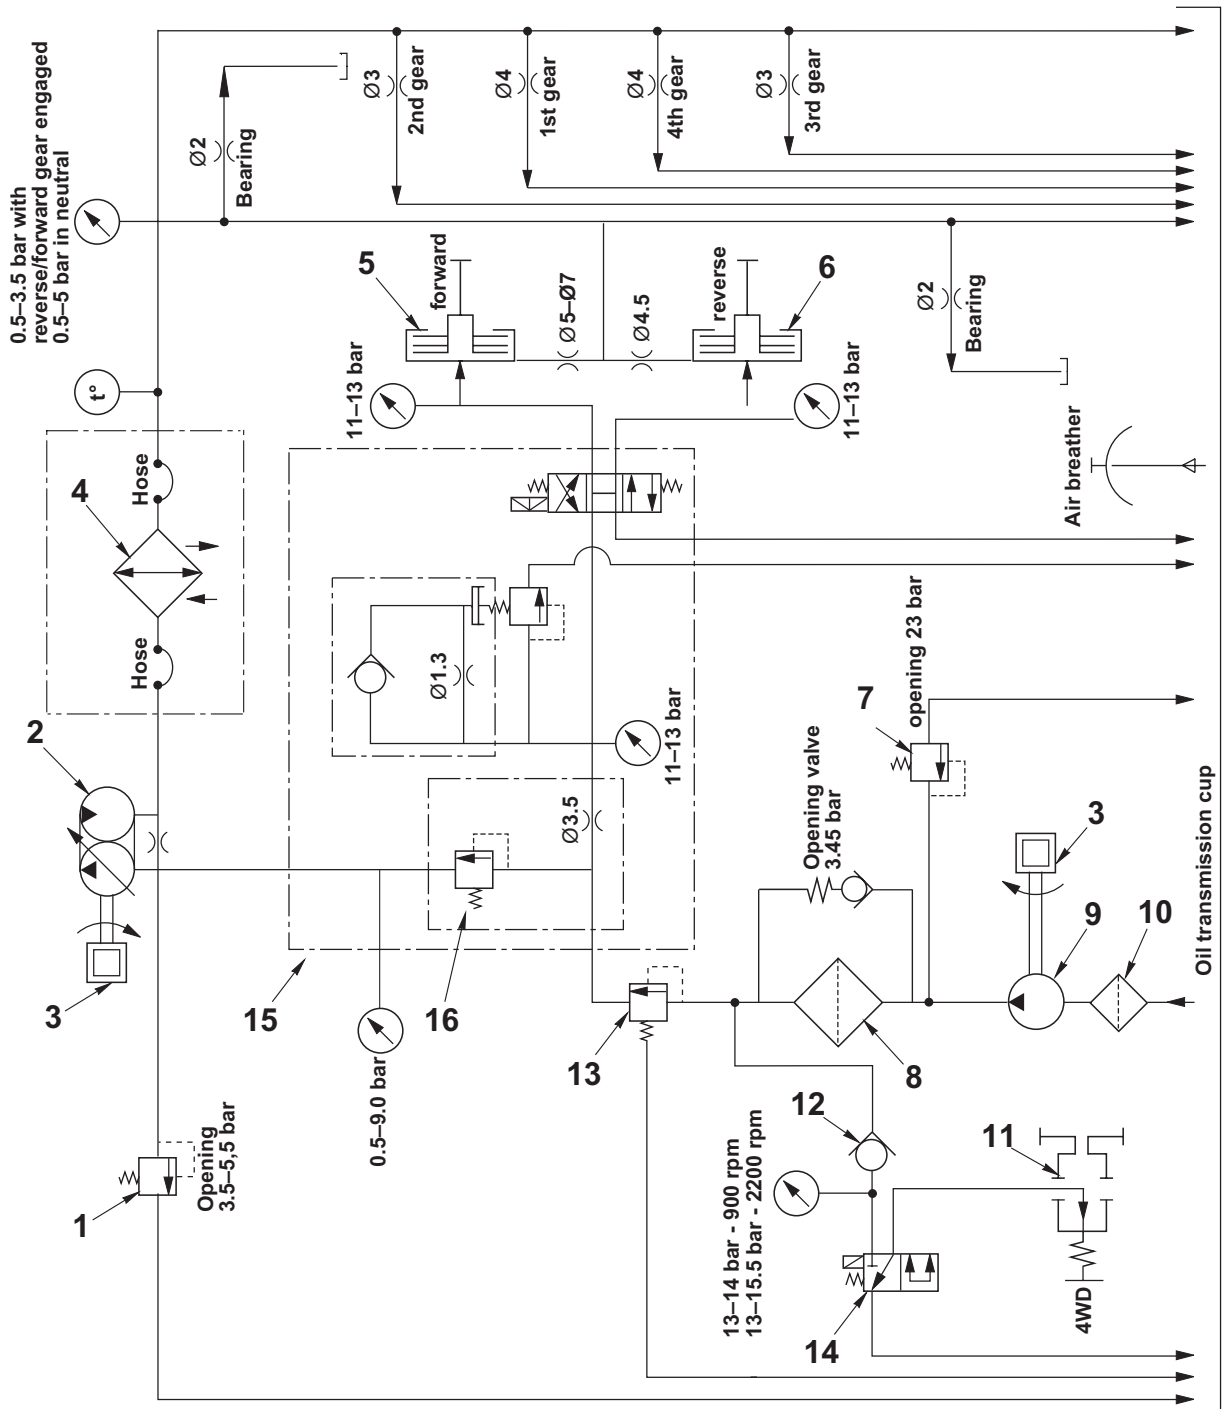 0.5–3.5 bar with
reverse/forward gear engaged
0.5–5 bar in neutral
Ø2
Bearing
Ø3
2nd gear
Ø4
1st gear
Ø4
4th gear
Ø3
3rd gear
t°
5
forward
Ø5–Ø7
Ø4.5
reverse
6
Ø2
Bearing
11–13 bar
11–13 bar
4
Hose
Hose
Air breather
Ø1.3
11–13 bar
2
3
Ø3.5
opening 23 bar
7
Opening valve
3.45 bar
3
9
10
Oil transmission cup
15
16
13
8
0.5–9.0 bar
12
11
Opening
3.5–5,5 bar
1
13–14 bar - 900 rpm
13–15.5 bar - 2200 rpm
14
4WD